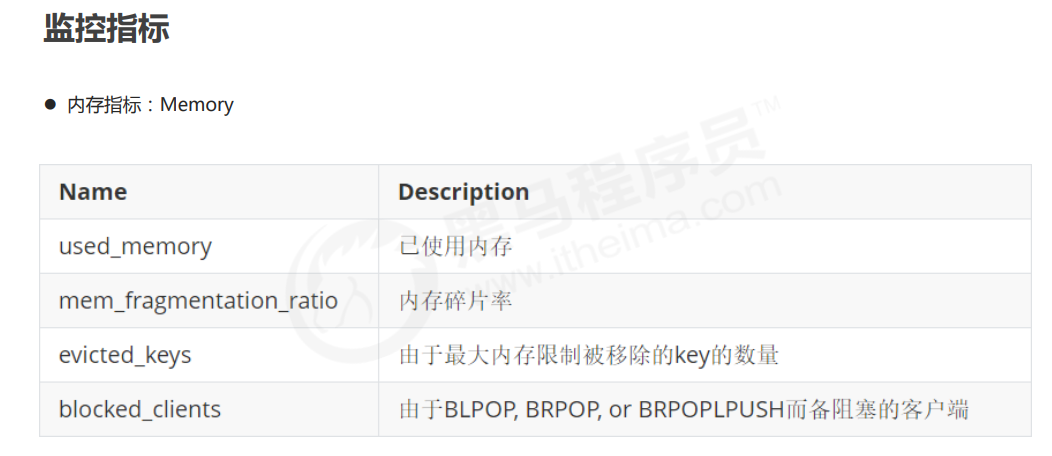 监控指标
● 内存指标：Memory
Name Description
used_memory 已使用内存
mem_fragmentation_ratio 内存碎片率
evicted_keys 由于最大内存限制被移除的key的数量
blocked_clients 由于BLPOP, BRPOP, or BRPOPLPUSH而备阻塞的客户端
黑马程序员™
www.itheima.com